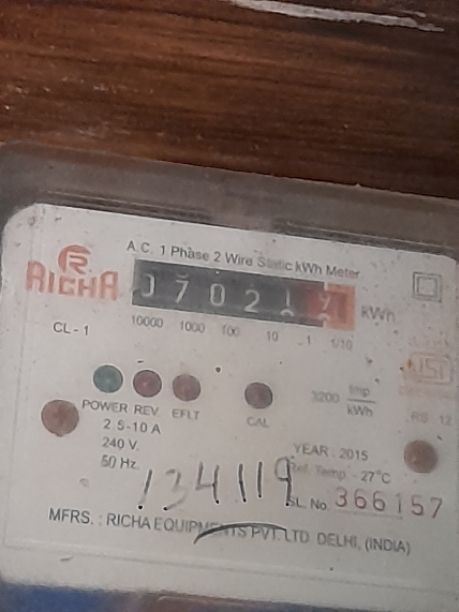 A.C. 1 Phase 2 Wire Static kWh Meter
RICHA
0702
kWh
CL-1
10000 1000 100 10 1 1/10
3200 Imp/kWh
POWER REV. EFLT CAL
2.5-10 A
240 V.
50 Hz.
YEAR : 2015
Ref. Temp. - 27°C
134119
SL. No. 366157
MFRS. : RICHA EQUIPMENTS PVT. LTD. DELHI, (INDIA)